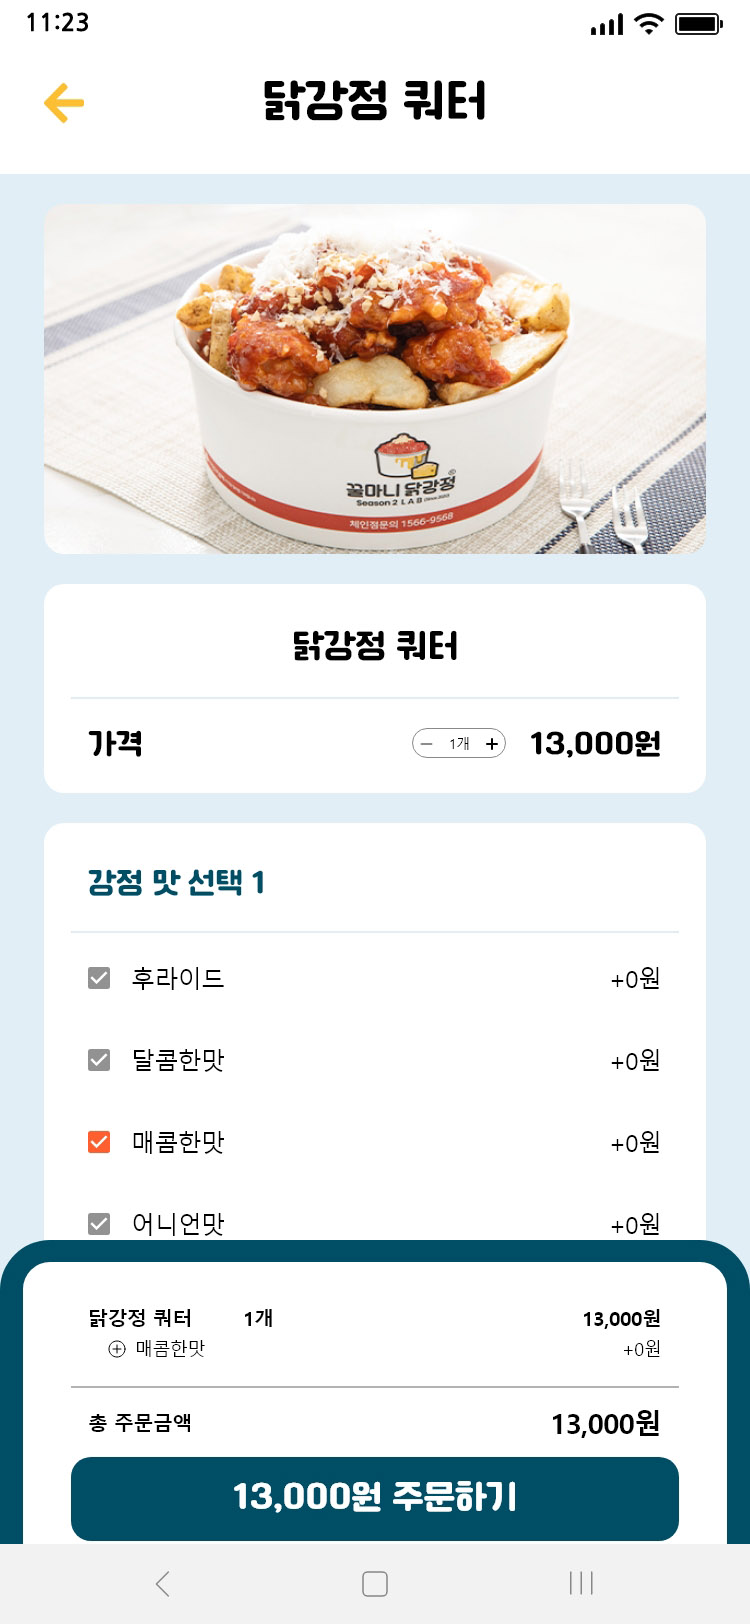 11:23
닭강정 쿼터
꿀마니 닭강정
Season 2 L A B
체인점문의 1566-9568
닭강정 쿼터
가격 1개 13,000원
강정 맛 선택 1
후라이드 +0원
달콤한맛 +0원
매콤한맛 +0원
어니언맛 +0원
닭강정 쿼터 1개 13,000원
매콤한맛 +0원
총 주문금액 13,000원
13,000원 주문하기